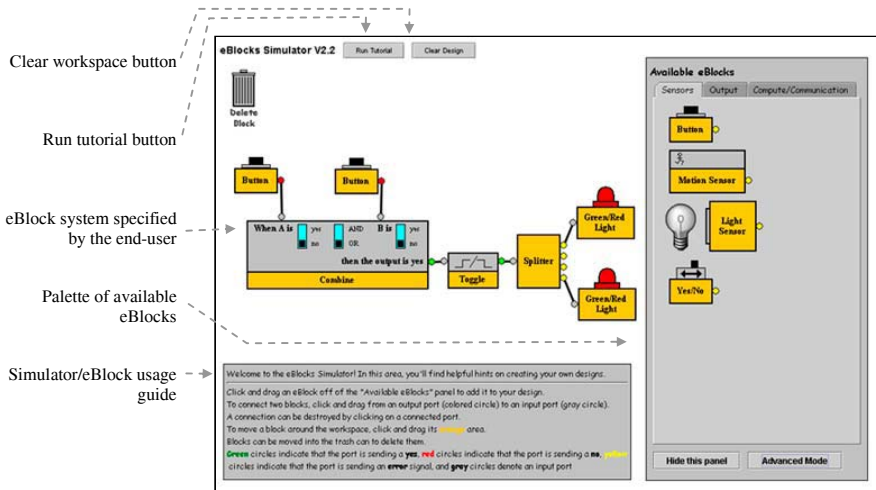 Clear workspace button
Run tutorial button
eBlock system specified
by the end-user
Palette of available
eBlocks
Simulator/eBlock usage
guide
eBlocks Simulator V2.2
Run Tutorial
Clear Design
Delete
Block
Button
Button
When A is
yes
no
AND
OR
B is
yes
no
then the output is yes
Combine
Toggle
Splitter
Green/Red
Light
Green/Red
Light
Available eBlocks
Sensors
Output
Compute/Communication
Button
Motion Sensor
Light
Sensor
Yes/No
Hide this panel
Advanced Mode
Welcome to the eBlocks Simulator! In this area, you'll find helpful hints on creating your own designs.
Click and drag an eBlock off of the "Available eBlocks" panel to add it to your design.
To connect two blocks, click and drag from an output port (colored circle) to an input port (gray circle).
A connection can be destroyed by clicking on a connected port.
To move a block around the workspace, click and drag its orange area.
Blocks can be moved into the trash can to delete them.
Green circles indicate that the port is sending a yes, red circles indicate that the port is sending a no, yellow
circles indicate that the port is sending an error signal, and grey circles denote an input port